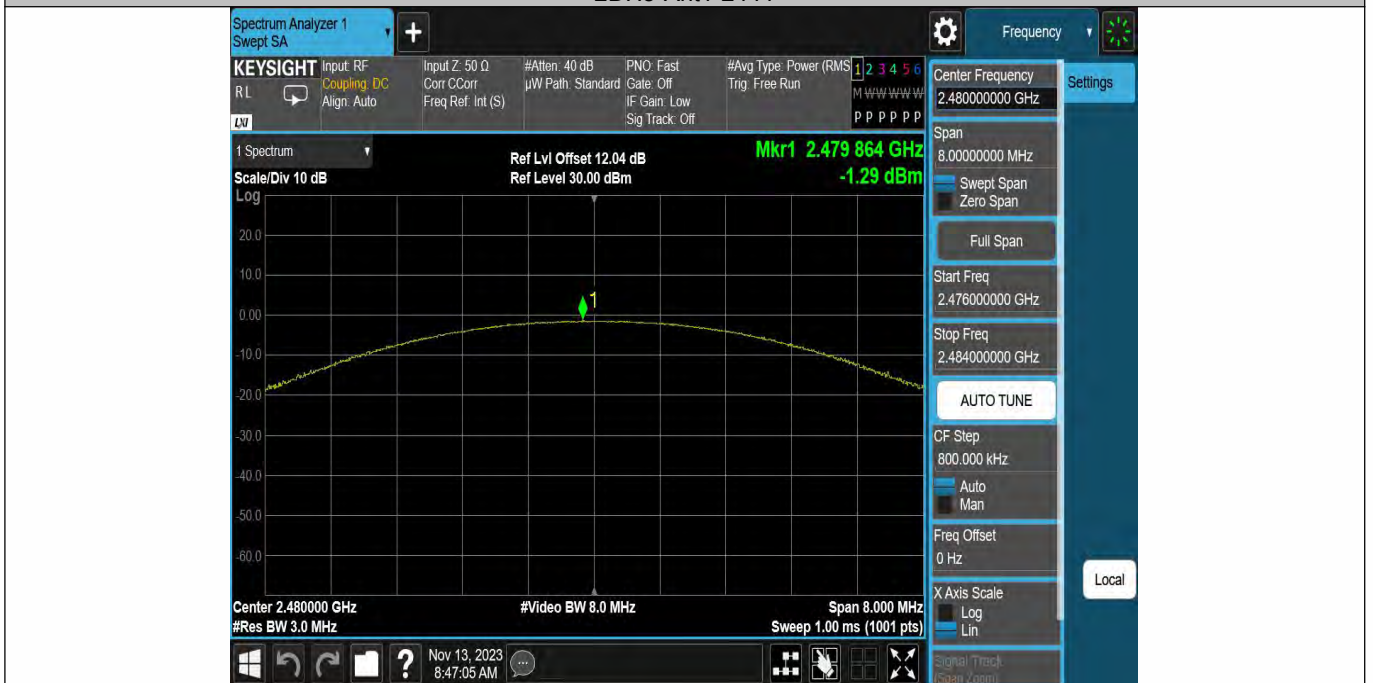 Spectrum Analyzer 1
Swept SA
Frequency
KEYSIGHT
RL
LXI
Input: RF
Coupling: DC
Align: Auto
Input Z: 50 Ω
Corr CCorr
Freq Ref: Int (S)
#Atten: 40 dB
µW Path: Standard
PNO: Fast
Gate: Off
IF Gain: Low
Sig Track: Off
#Avg Type: Power (RMS
Trig: Free Run
1 2 3 4 5 6
M W W W W W
P P P P P P
1 Spectrum
Scale/Div 10 dB
Log
Ref Lvl Offset 12.04 dB
Ref Level 30.00 dBm
Mkr1 2.479 864 GHz
-1.29 dBm
20.0
10.0
0.00
-10.0
-20.0
-30.0
-40.0
-50.0
-60.0
1
Center 2.480000 GHz
#Res BW 3.0 MHz
#Video BW 8.0 MHz
Span 8.000 MHz
Sweep 1.00 ms (1001 pts)
Nov 13, 2023
8:47:05 AM
Center Frequency
2.480000000 GHz
Settings
Span
8.00000000 MHz
Swept Span
Zero Span
Full Span
Start Freq
2.476000000 GHz
Stop Freq
2.484000000 GHz
AUTO TUNE
CF Step
800.000 kHz
Auto
Man
Freq Offset
0 Hz
X Axis Scale
Log
Lin
Local
Signal Track
(Span Zoom)